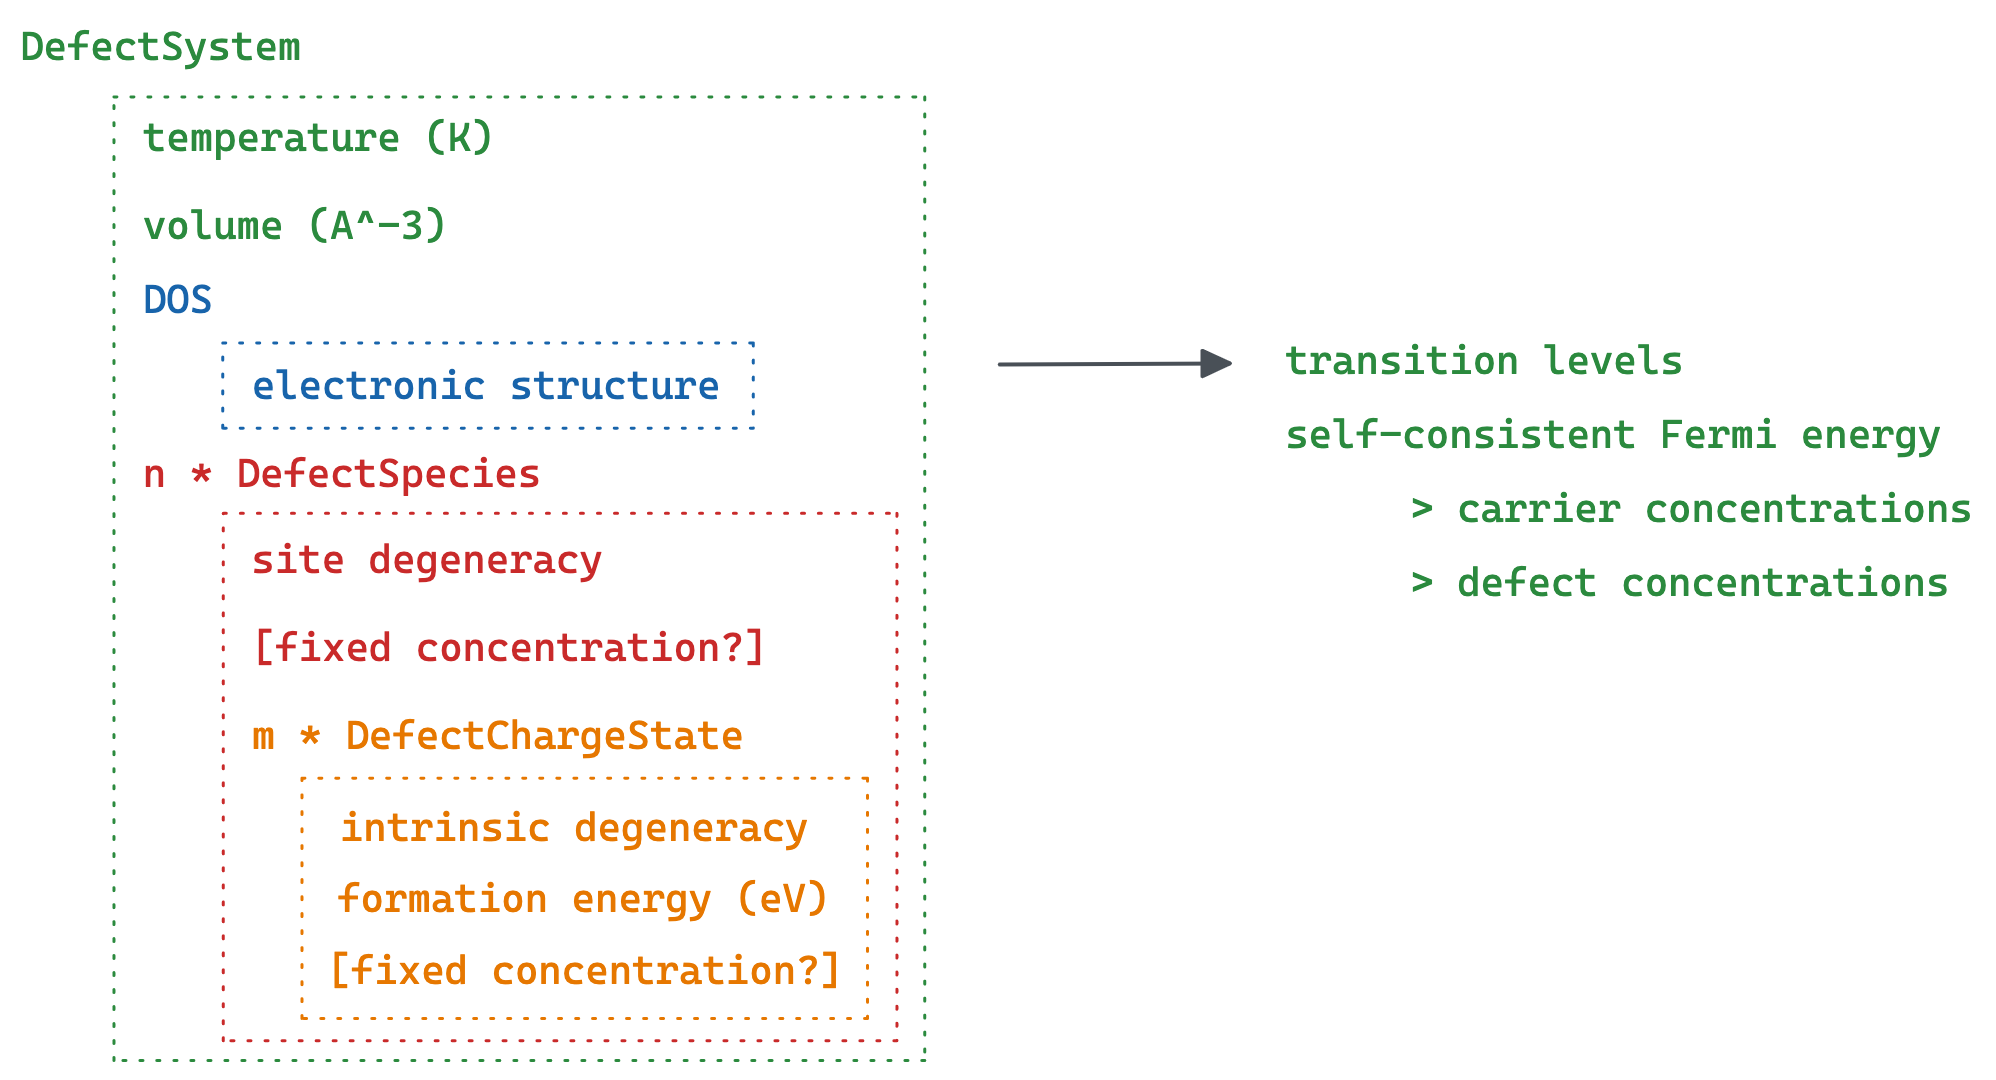 DefectSystem
temperature (K)
volume (A^-3)
DOS
electronic structure
n * DefectSpecies
site degeneracy
[fixed concentration?]
m * DefectChargeState
intrinsic degeneracy
formation energy (eV)
[fixed concentration?]
transition levels
self-consistent Fermi energy
> carrier concentrations
> defect concentrations